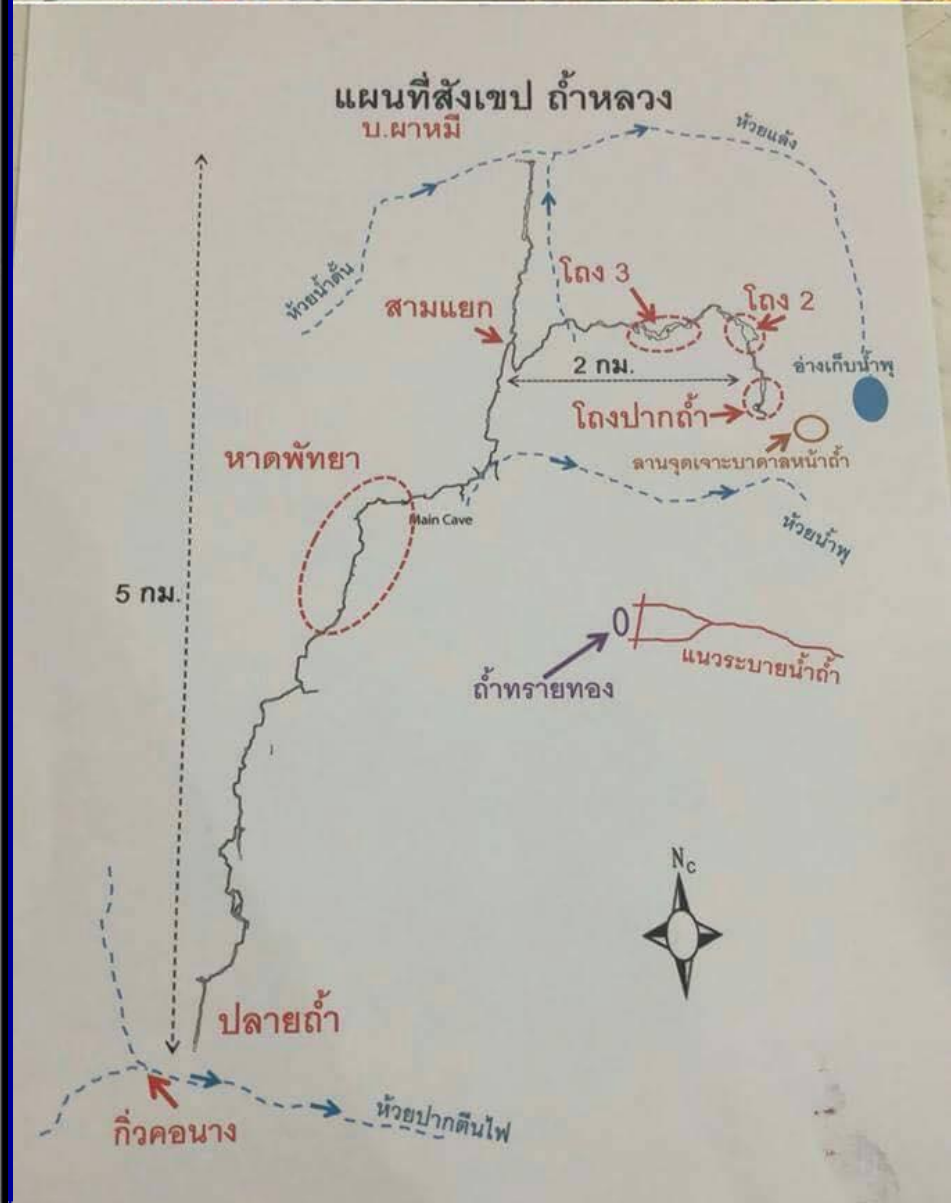 แผนที่สังเขป ถ้ำหลวง
บ.ผาหมี
ห้วยแล้ง
ห้วยน้ำดั้น
โถง 3
สามแยก
โถง 2
2 กม.
อ่างเก็บน้ำพุ
โถงปากถ้ำ
ลานจุดเจาะบาดาลหน้าถ้ำ
หาดพัทยา
Main Cave
ห้วยน้ำพุ
5 กม.
แนวระบายน้ำถ้ำ
ถ้ำทรายทอง
Nc
ปลายถ้ำ
ห้วยปากตีนไฟ
กิ่วคอนาง